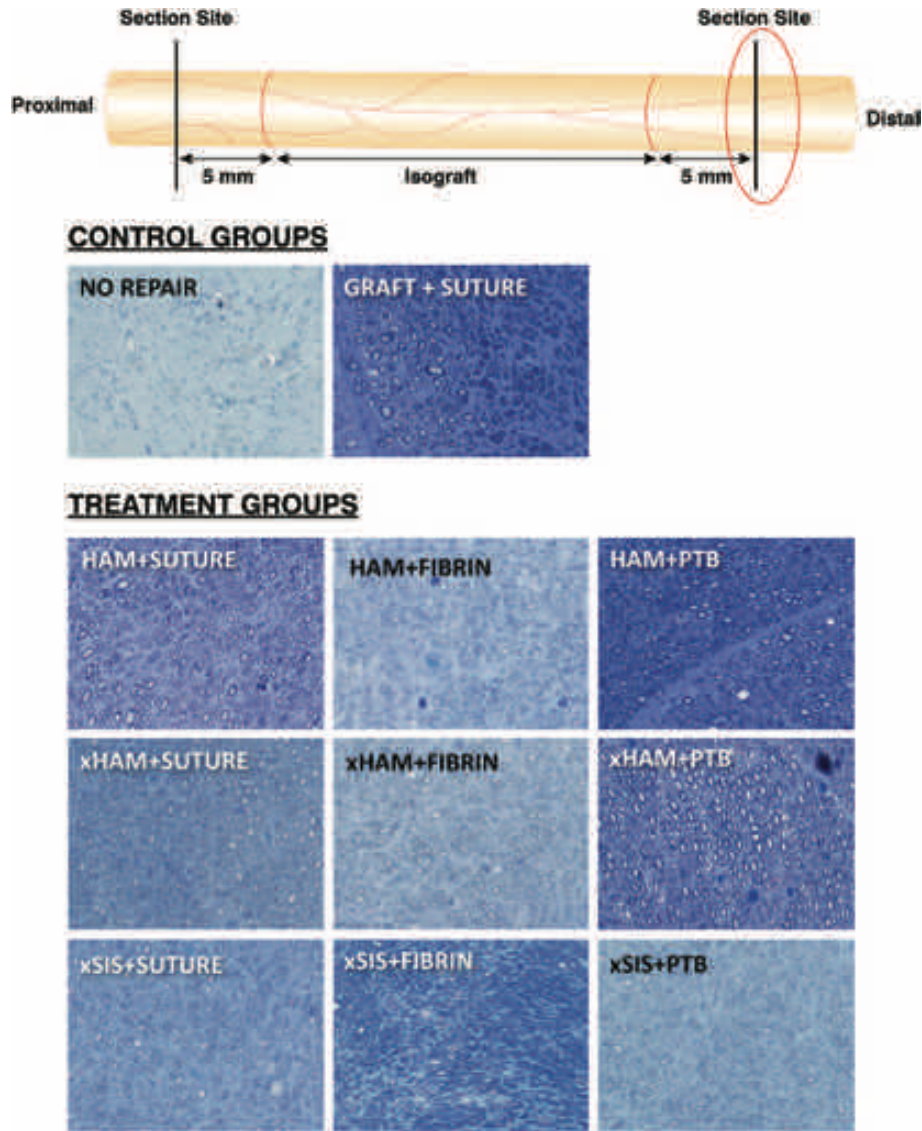 Section Site Section Site
Proximal
Distal
5 mm Isograft 5 mm
CONTROL GROUPS
NO REPAIR GRAFT + SUTURE
TREATMENT GROUPS
HAM+SUTURE HAM+FIBRIN HAM+PTB
xHAM+SUTURE xHAM+FIBRIN xHAM+PTB
xSIS+SUTURE xSIS+FIBRIN xSIS+PTB